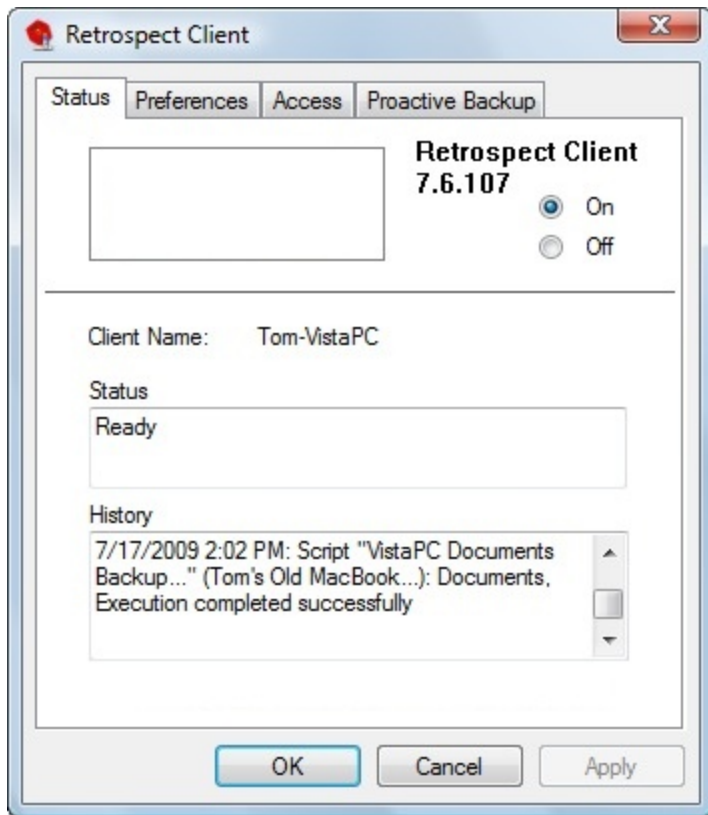 Retrospect Client
Status
Preferences
Access
Proactive Backup
Retrospect Client
7.6.107
On
Off
Client Name: Tom-VistaPC
Status
Ready
History
7/17/2009 2:02 PM: Script "VistaPC Documents
Backup..." (Tom's Old MacBook...): Documents,
Execution completed successfully
OK
Cancel
Apply